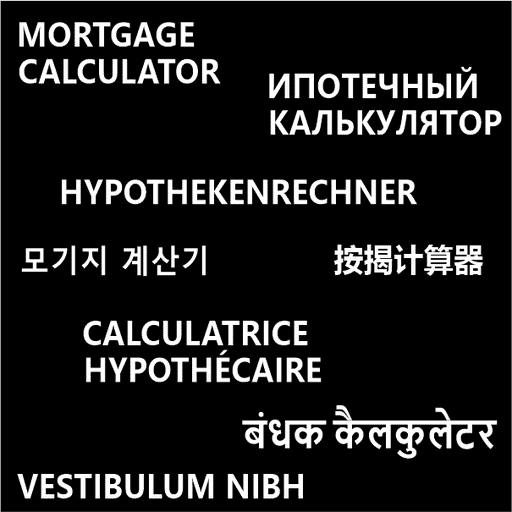 MORTGAGE
CALCULATOR
ИПОТЕЧНЫЙ
КАЛЬКУЛЯТОР
HYPOTHEKENRECHNER
모기지 계산기
按揭计算器
CALCULATRICE
HYPOTHÉCAIRE
बंधक कैलकुलेटर
VESTIBULUM NIBH